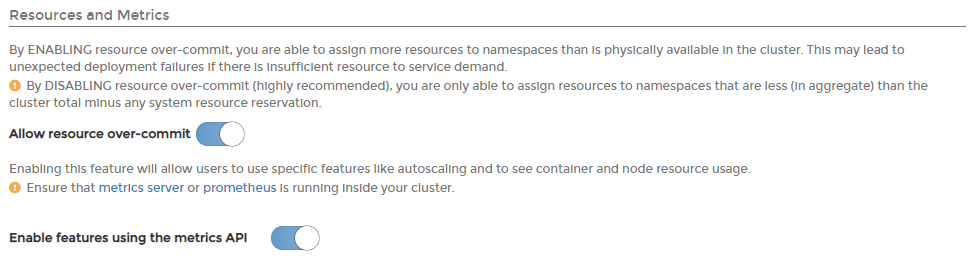 Resources and Metrics
By ENABLING resource over-commit, you are able to assign more resources to namespaces than is physically available in the cluster. This may lead to
unexpected deployment failures if there is insufficient resource to service demand.
By DISABLING resource over-commit (highly recommended), you are only able to assign resources to namespaces that are less (in aggregate) than the
cluster total minus any system resource reservation.
Allow resource over-commit
Enabling this feature will allow users to use specific features like autoscaling and to see container and node resource usage.
Ensure that metrics server or prometheus is running inside your cluster.
Enable features using the metrics API